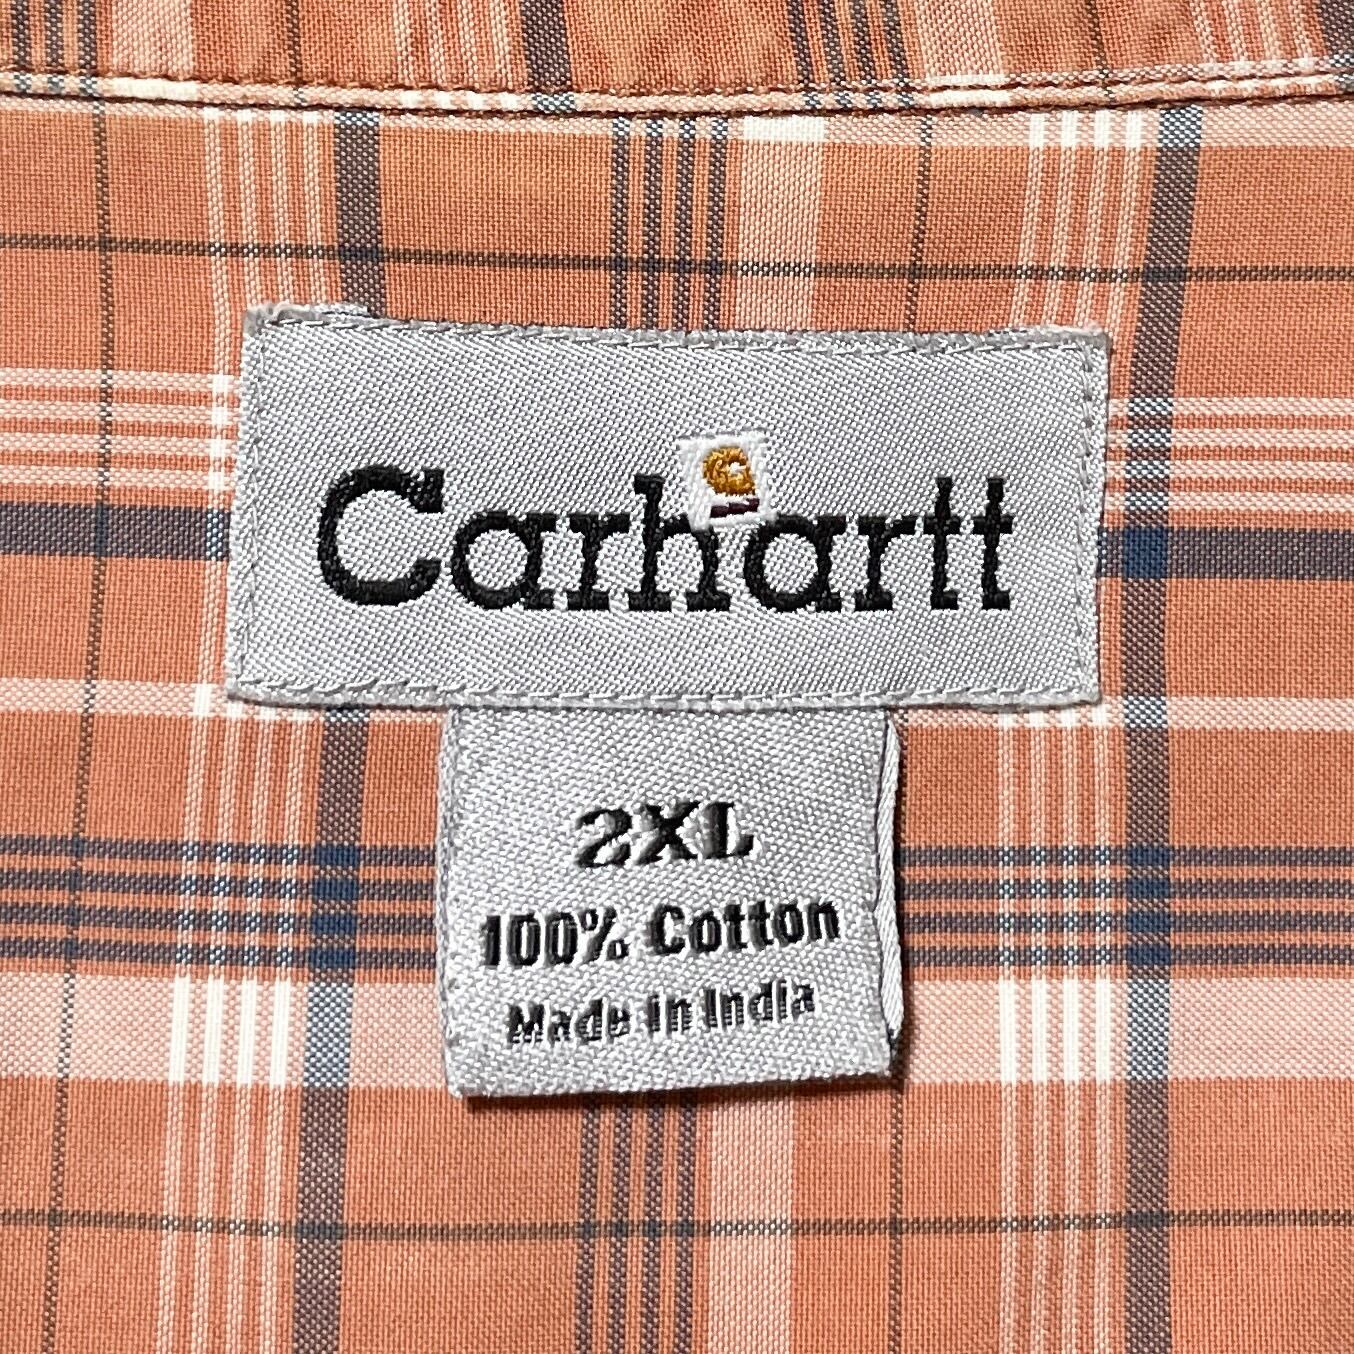 Carhartt
2XL
100% Cotton
Made in India